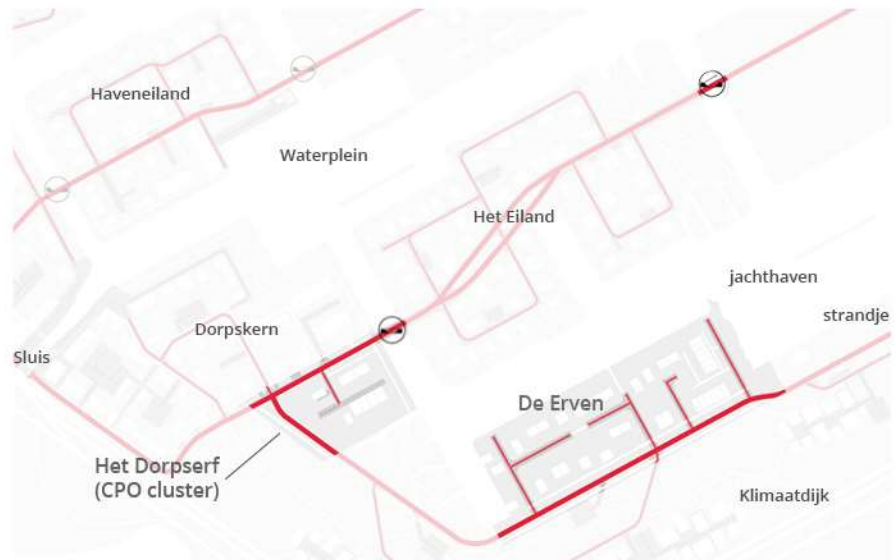 Haveneiland
Waterplein
Het Eiland
jachthaven
strandje
Dorpskern
Sluis
De Erven
Het Dorpserf
(CPO cluster)
Klimaatdijk